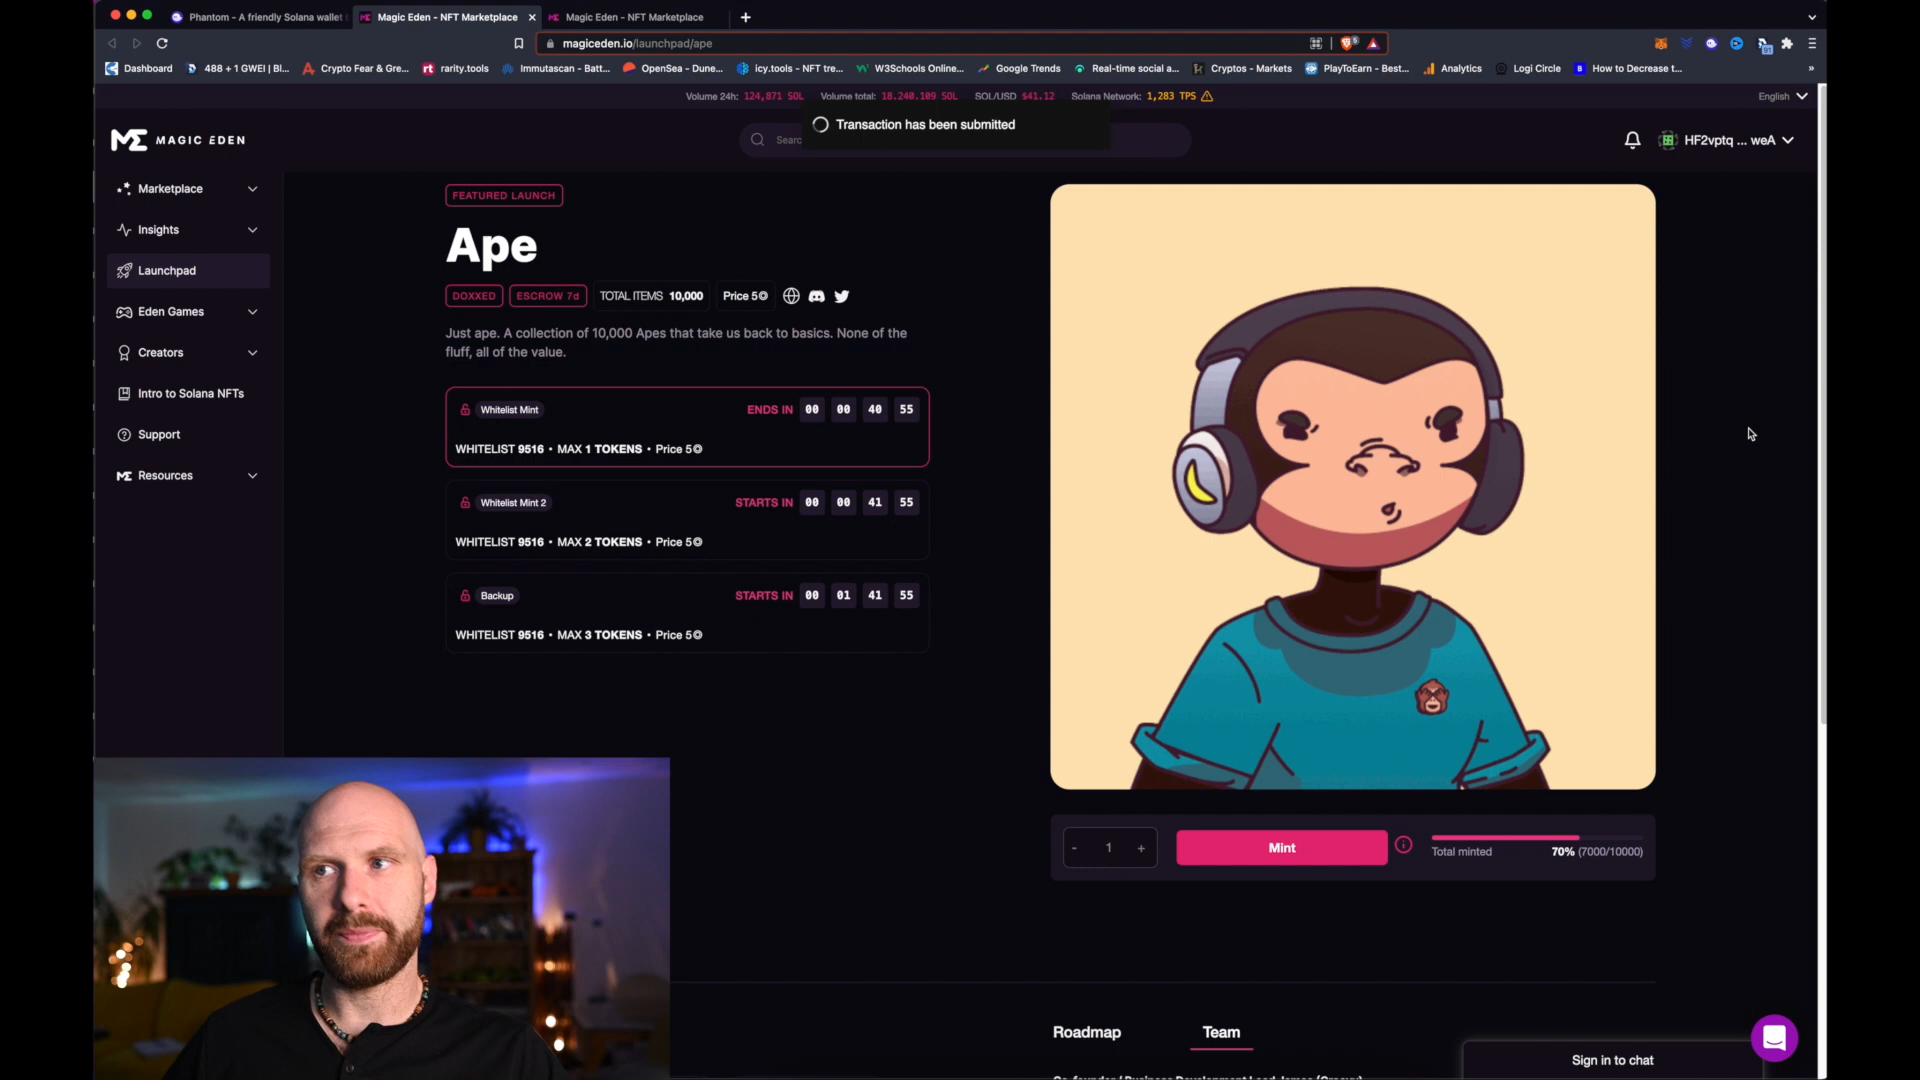 Phantom - A friendly Solana wallet
Magic Eden - NFT Marketplace
Magic Eden - NFT Marketplace
magiceden.io/launchpad/ape
Dashboard
488 + 1 GWEI | Bl...
Crypto Fear & Gre...
rarity.tools
Immutascan - Batt...
OpenSea - Dune...
icy.tools - NFT tre...
W3Schools Online...
Google Trends
Real-time social a...
Cryptos - Markets
PlayToEarn - Best...
Analytics
Logi Circle
How to Decrease t...
Volume 24h: 124,871 SOL
Volume total: 18.240.109 SOL
SOL/USD $41.12
Solana Network: 1,283 TPS
English
MAGIC EDEN
Searc
Transaction has been submitted
HF2vptq ... weA
Marketplace
Insights
Launchpad
Eden Games
Creators
Intro to Solana NFTs
Support
Resources
FEATURED LAUNCH
Ape
DOXXED
ESCROW 7d
TOTAL ITEMS 10,000
Price 5
Just ape. A collection of 10,000 Apes that take us back to basics. None of the
fluff, all of the value.
Whitelist Mint
ENDS IN 00 00 40 55
WHITELIST 9516 • MAX 1 TOKENS • Price 5
Whitelist Mint 2
STARTS IN 00 00 41 55
WHITELIST 9516 • MAX 2 TOKENS • Price 5
Backup
STARTS IN 00 01 41 55
WHITELIST 9516 • MAX 3 TOKENS • Price 5
- 1 +
Mint
Total minted
70% (7000/10000)
Roadmap
Team
Sign in to chat